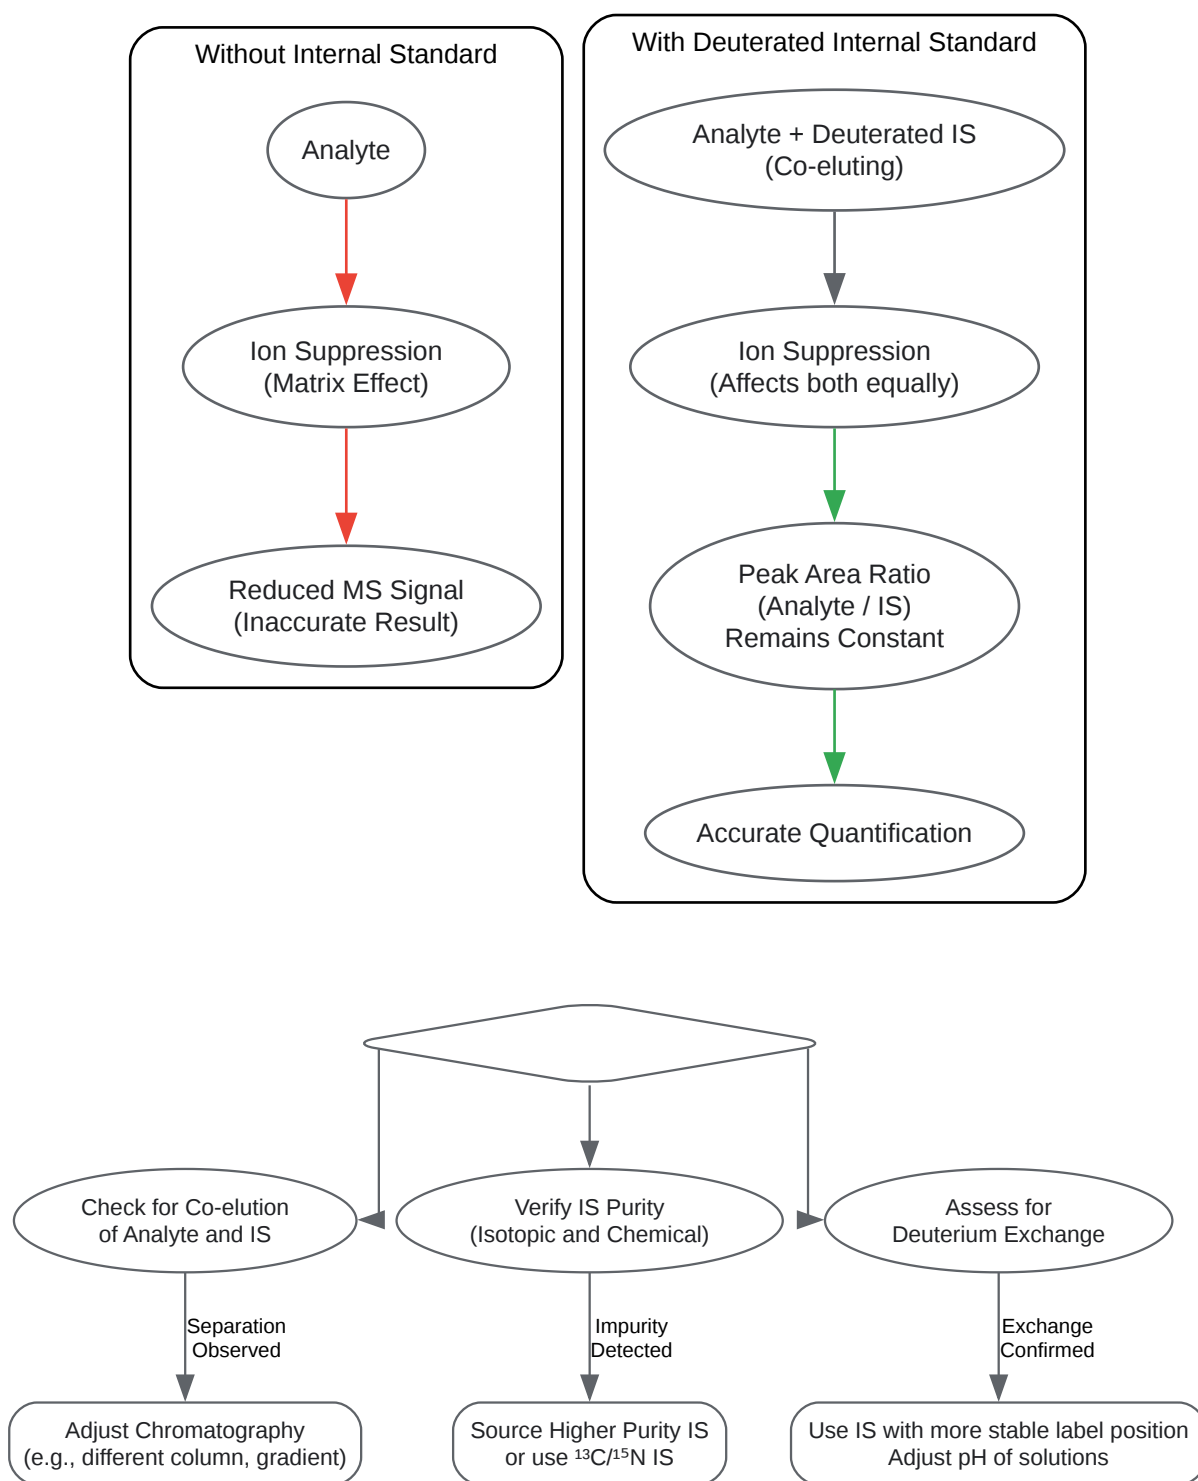 Without Internal Standard
Analyte
Ion Suppression
(Matrix Effect)
Reduced MS Signal
(Inaccurate Result)
With Deuterated Internal Standard
Analyte + Deuterated IS
(Co-eluting)
Ion Suppression
(Affects both equally)
Peak Area Ratio
(Analyte / IS)
Remains Constant
Accurate Quantification
Check for Co-elution
of Analyte and IS
Verify IS Purity
(Isotopic and Chemical)
Assess for
Deuterium Exchange
Separation
Observed
Impurity
Detected
Exchange
Confirmed
Adjust Chromatography
(e.g., different column, gradient)
Source Higher Purity IS
or use ¹³C/¹⁵N IS
Use IS with more stable label position
Adjust pH of solutions